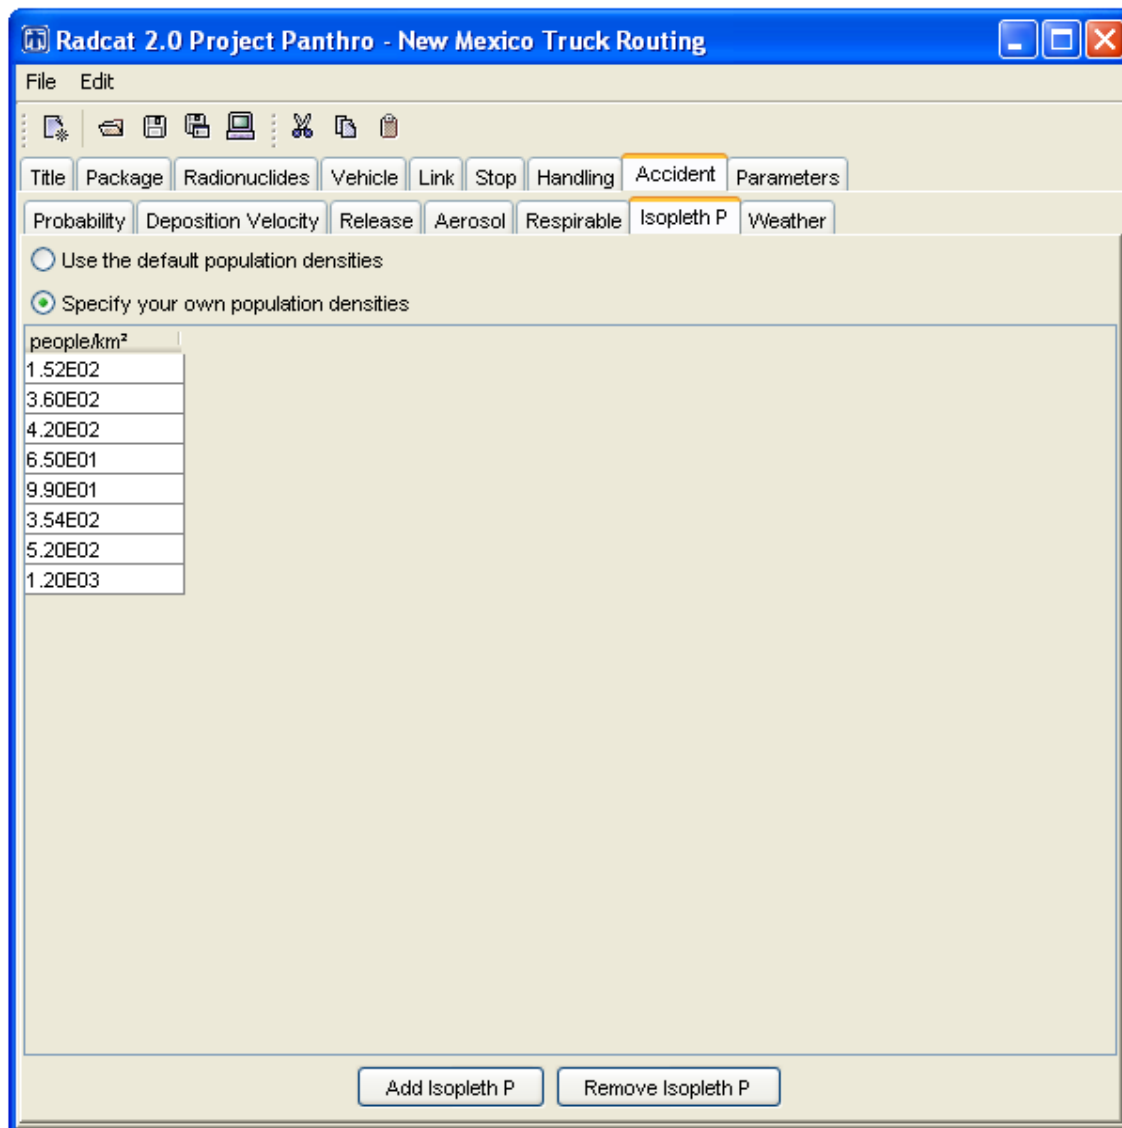 Radcat 2.0 Project Panthro - New Mexico Truck Routing
File Edit
Title Package Radionuclides Vehicle Link Stop Handling Accident Parameters
Probability Deposition Velocity Release Aerosol Respirable Isopleth P Weather
Use the default population densities
Specify your own population densities
people/km²
1.52E02
3.60E02
4.20E02
6.50E01
9.90E01
3.54E02
5.20E02
1.20E03
Add Isopleth P Remove Isopleth P